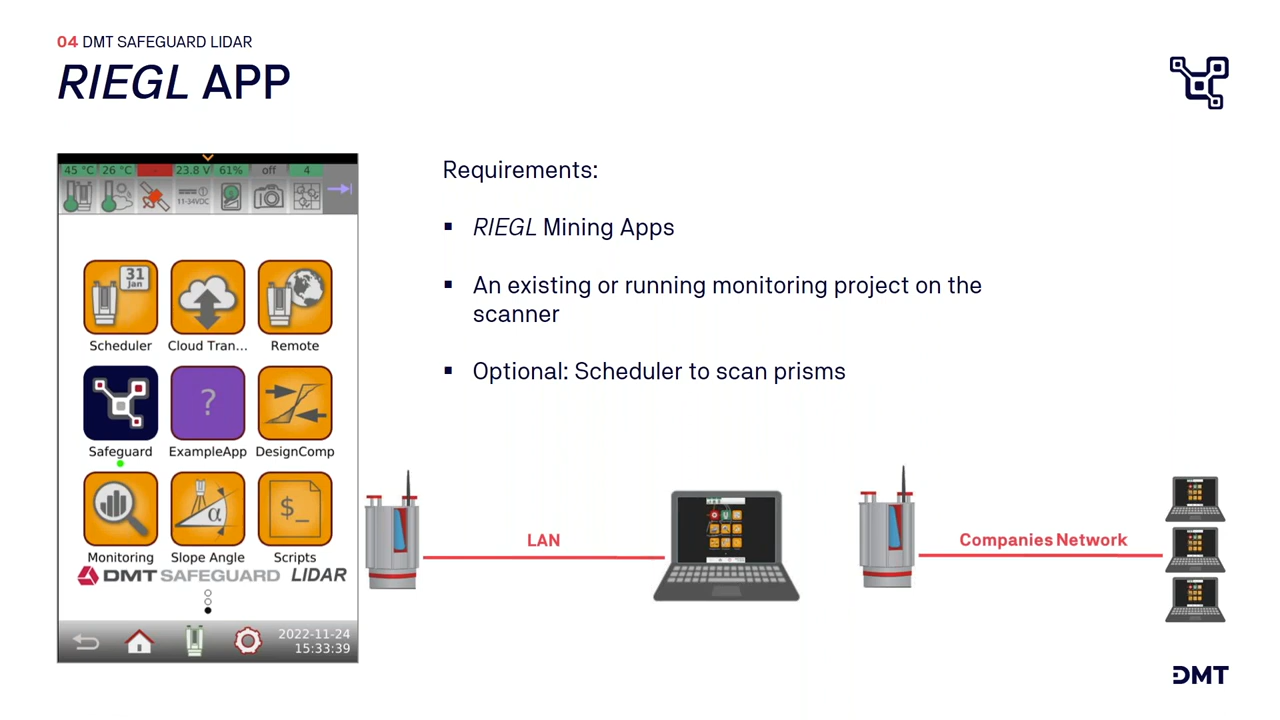 04 DMT SAFEGUARD LIDAR
RIEGL APP
45 °C 26 °C - 23.8 V 61% off 4
11-34VDC
31
Jan
Scheduler Cloud Tran... Remote
?
Safeguard ExampleApp DesignComp
α
$_
Monitoring Slope Angle Scripts
DMT SAFEGUARD LIDAR
2022-11-24
15:33:39
Requirements:
▪ RIEGL Mining Apps
▪ An existing or running monitoring project on the
scanner
▪ Optional: Scheduler to scan prisms
LAN
Companies Network
DMT